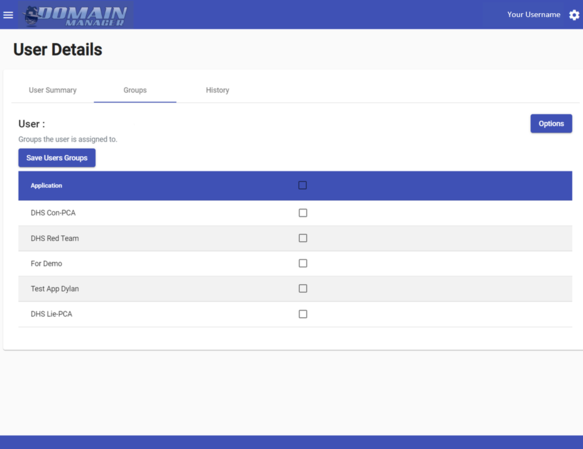 DOMAIN
MANAGER
Your Username
User Details
User Summary
Groups
History
User :
Options
Groups the user is assigned to.
Save Users Groups
Application
DHS Con-PCA
DHS Red Team
For Demo
Test App Dylan
DHS Lie-PCA